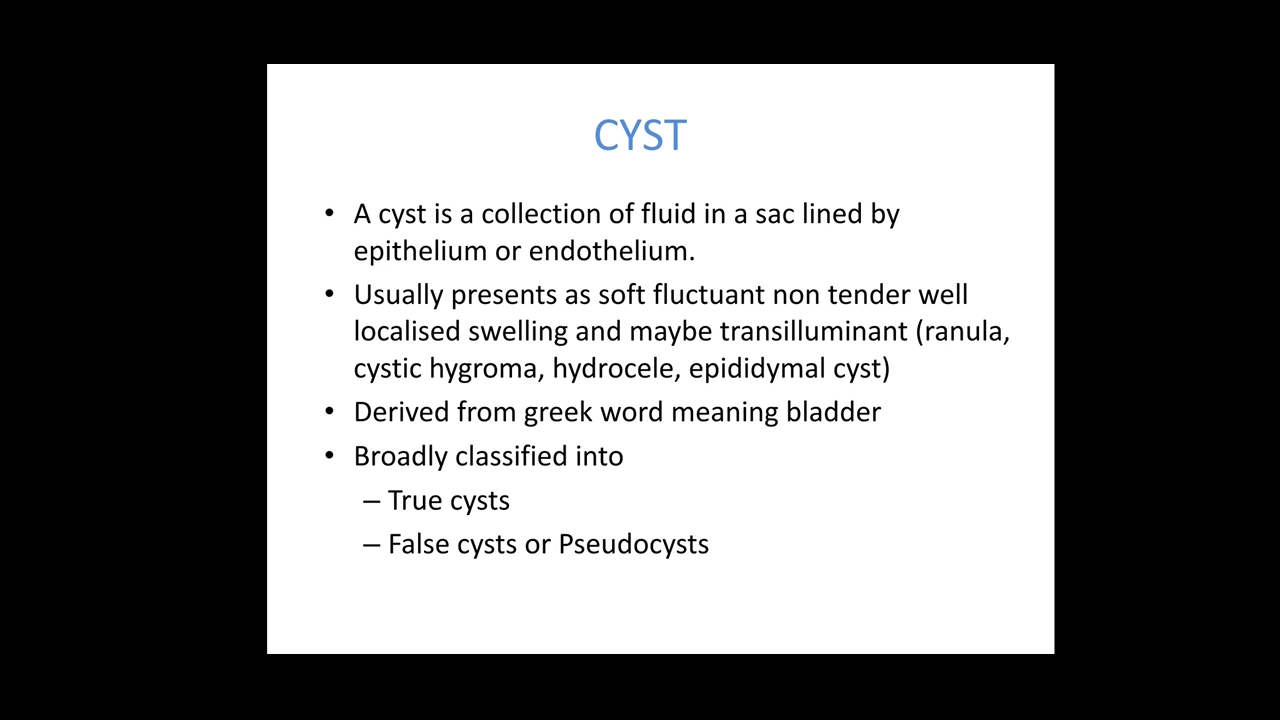 CYST
• A cyst is a collection of fluid in a sac lined by
epithelium or endothelium.
• Usually presents as soft fluctuant non tender well
localised swelling and maybe transilluminant (ranula,
cystic hygroma, hydrocele, epididymal cyst)
• Derived from greek word meaning bladder
• Broadly classified into
– True cysts
– False cysts or Pseudocysts